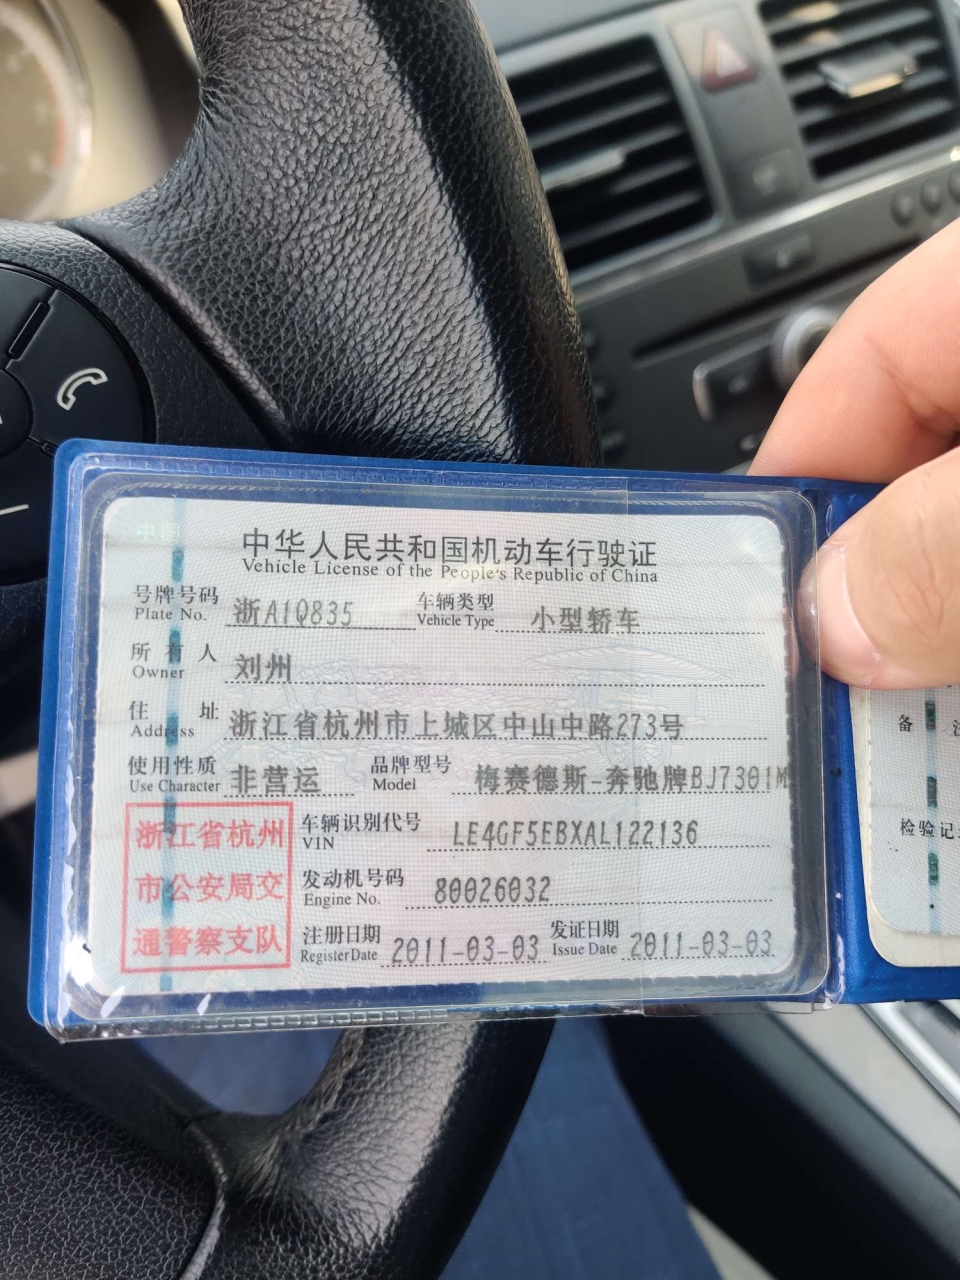 中国
中华人民共和国机动车行驶证
Vehicle License of the People's Republic of China
号牌号码 浙A1Q835 车辆类型 小型轿车
Plate No. Vehicle Type
所有人 刘州
Owner
住址 浙江省杭州市上城区中山中路273号
Address
使用性质 非营运 品牌型号 梅赛德斯-奔驰牌BJ7301M
Use Character Model
浙江省杭州
市公安局交
通警察支队
车辆识别代号 LE4GF5EBXAL122136
VIN
发动机号码 80026032
Engine No.
注册日期 2011-03-03 发证日期 2011-03-03
Register Date Issue Date
备 注
检验记